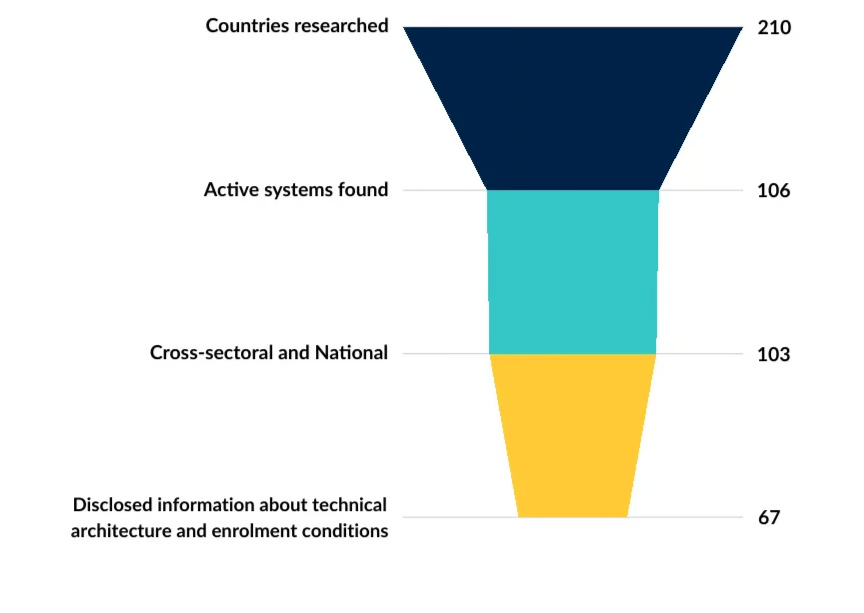 Countries researched 210
Active systems found 106
Cross-sectoral and National 103
Disclosed information about technical
architecture and enrolment conditions 67